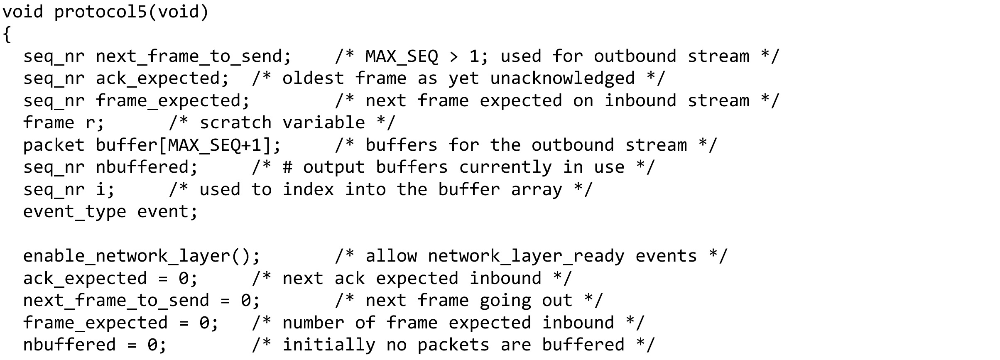 void protocol5(void)
{
  seq_nr next_frame_to_send;    /* MAX_SEQ > 1; used for outbound stream */
  seq_nr ack_expected;  /* oldest frame as yet unacknowledged */
  seq_nr frame_expected;        /* next frame expected on inbound stream */
  frame r;      /* scratch variable */
  packet buffer[MAX_SEQ+1];     /* buffers for the outbound stream */
  seq_nr nbuffered;     /* # output buffers currently in use */
  seq_nr i;     /* used to index into the buffer array */
  event_type event;

  enable_network_layer();       /* allow network_layer_ready events */
  ack_expected = 0;     /* next ack expected inbound */
  next_frame_to_send = 0;       /* next frame going out */
  frame_expected = 0;   /* number of frame expected inbound */
  nbuffered = 0;        /* initially no packets are buffered */